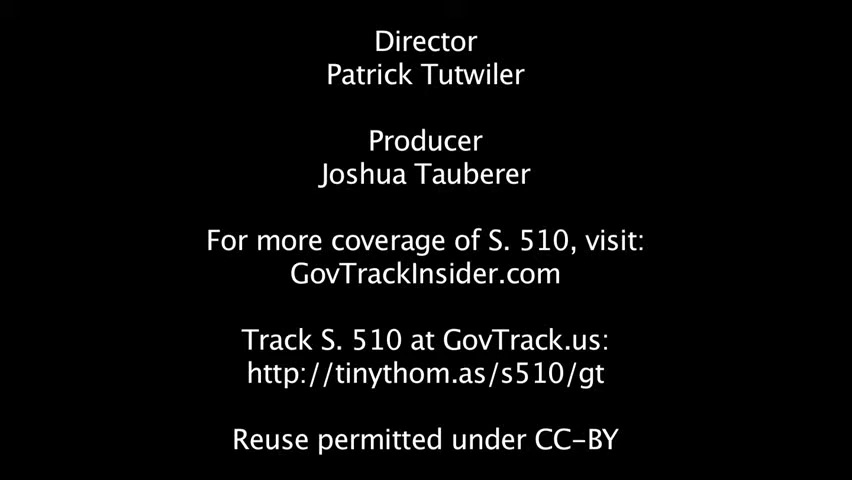 Director
Patrick Tutwiler
Producer
Joshua Tauberer
For more coverage of S. 510, visit:
GovTrackInsider.com
Track S. 510 at GovTrack.us:
http://tinythom.as/s510/gt
Reuse permitted under CC-BY